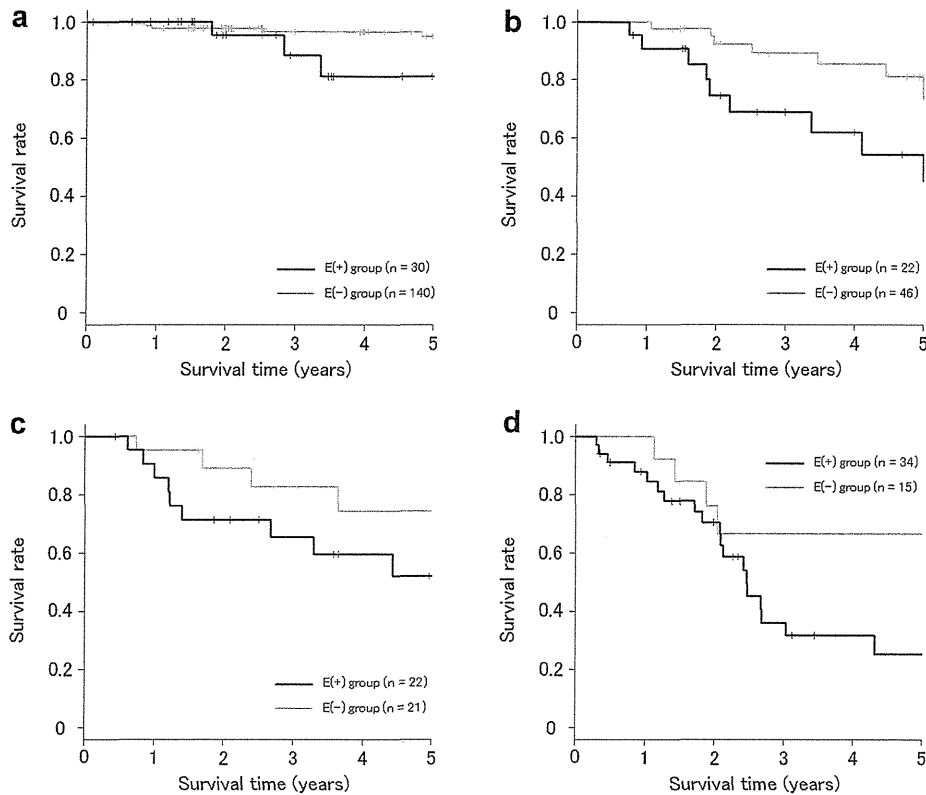 a
1.0
0.8
0.6
0.4
0.2
0
Survival rate
E(+) group (n = 30)
E(-) group (n = 140)
0 1 2 3 4 5
Survival time (years)
b
1.0
0.8
0.6
0.4
0.2
0
Survival rate
E(+) group (n = 22)
E(-) group (n = 46)
0 1 2 3 4 5
Survival time (years)
c
1.0
0.8
0.6
0.4
0.2
0
Survival rate
E(+) group (n = 22)
E(-) group (n = 21)
0 1 2 3 4 5
Survival time (years)
d
1.0
0.8
0.6
0.4
0.2
0
Survival rate
E(+) group (n = 34)
E(-) group (n = 15)
0 1 2 3 4 5
Survival time (years)